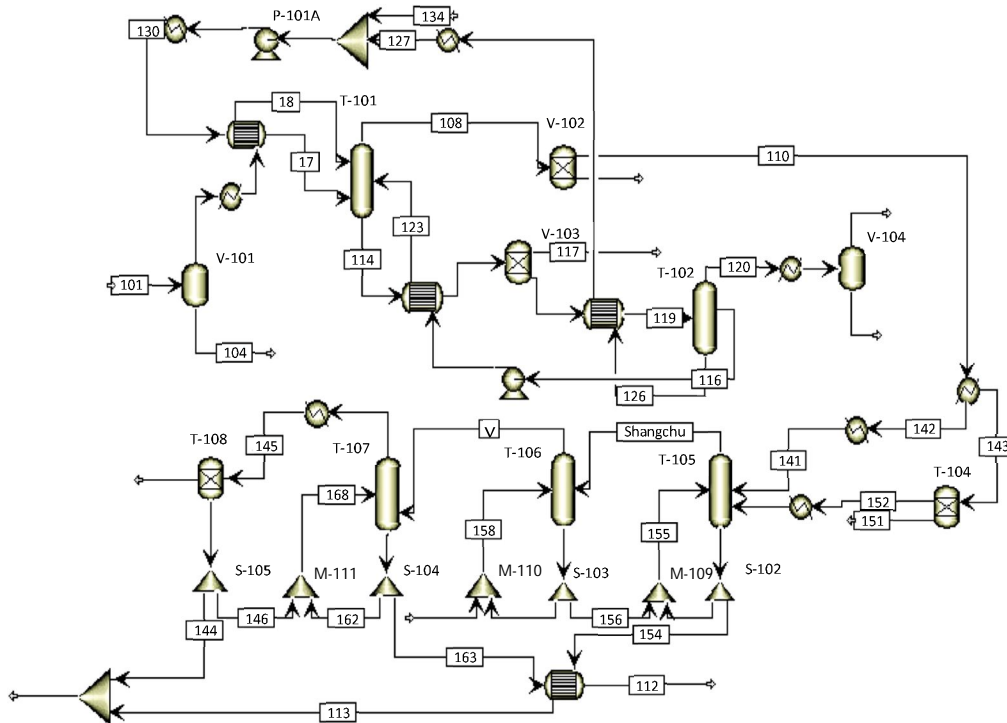 P-101A
134
130
127
18
T-101
108
V-102
110
17
123
V-103
117
V-104
114
V-101
T-102
120
101
119
104
116
126
T-107
V
T-106
Shangchu
T-105
142
143
T-108
145
141
T-104
168
158
155
152
151
S-105
M-111
S-104
M-110
S-103
M-109
S-102
146
162
156
144
154
163
112
113